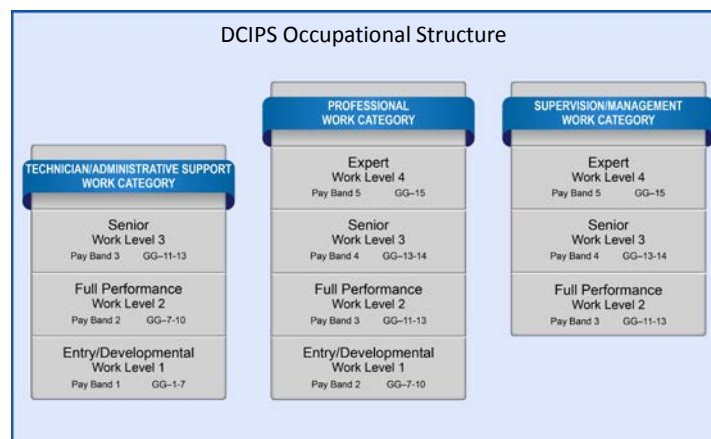 DCIPS Occupational Structure
TECHNICIAN/ADMINISTRATIVE SUPPORT
WORK CATEGORY
Senior
Work Level 3
Pay Band 3 GG–11-13
Full Performance
Work Level 2
Pay Band 2 GG–7-10
Entry/Developmental
Work Level 1
Pay Band 1 GG–1-7
PROFESSIONAL
WORK CATEGORY
Expert
Work Level 4
Pay Band 5 GG–15
Senior
Work Level 3
Pay Band 4 GG–13-14
Full Performance
Work Level 2
Pay Band 3 GG–11-13
Entry/Developmental
Work Level 1
Pay Band 2 GG–7-10
SUPERVISION/MANAGEMENT
WORK CATEGORY
Expert
Work Level 4
Pay Band 5 GG–15
Senior
Work Level 3
Pay Band 4 GG–13-14
Full Performance
Work Level 2
Pay Band 3 GG–11-13